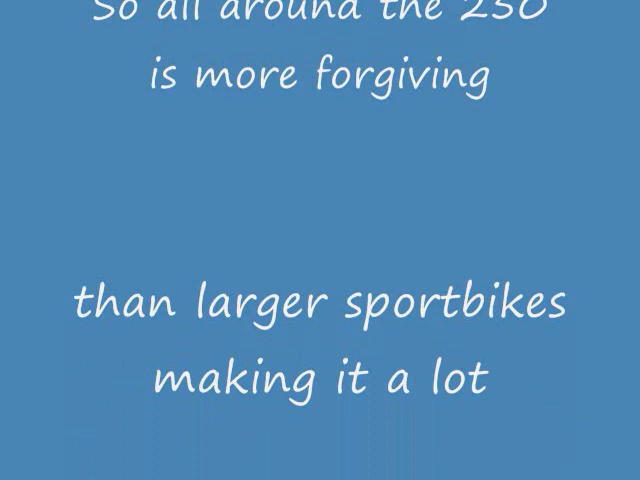 So all around the 250
is more forgiving
than larger sportbikes
making it a lot